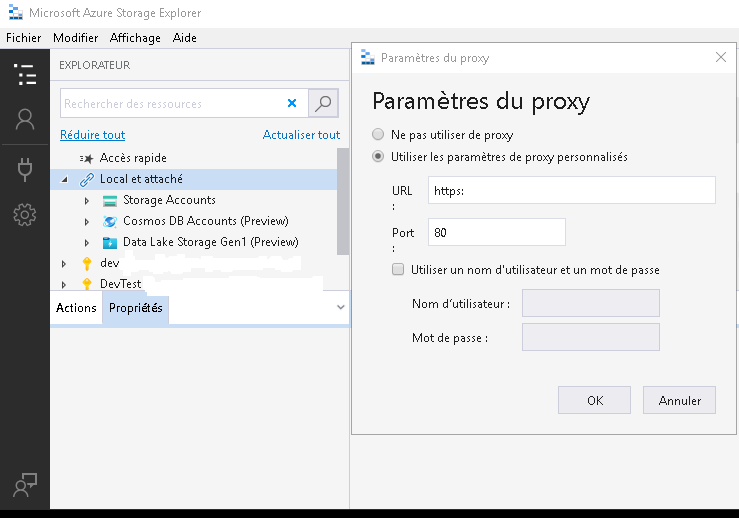 Microsoft Azure Storage Explorer
Fichier Modifier Affichage Aide
EXPLORATEUR
Rechercher des ressources
Réduire tout Actualiser tout
Accès rapide
Local et attaché
Storage Accounts
Cosmos DB Accounts (Preview)
Data Lake Storage Gen1 (Preview)
dev
DevTest
Actions Propriétés
Paramètres du proxy
Paramètres du proxy
Ne pas utiliser de proxy
Utiliser les paramètres de proxy personnalisés
URL : https:
Port : 80
Utiliser un nom d'utilisateur et un mot de passe
Nom d'utilisateur :
Mot de passe :
OK Annuler